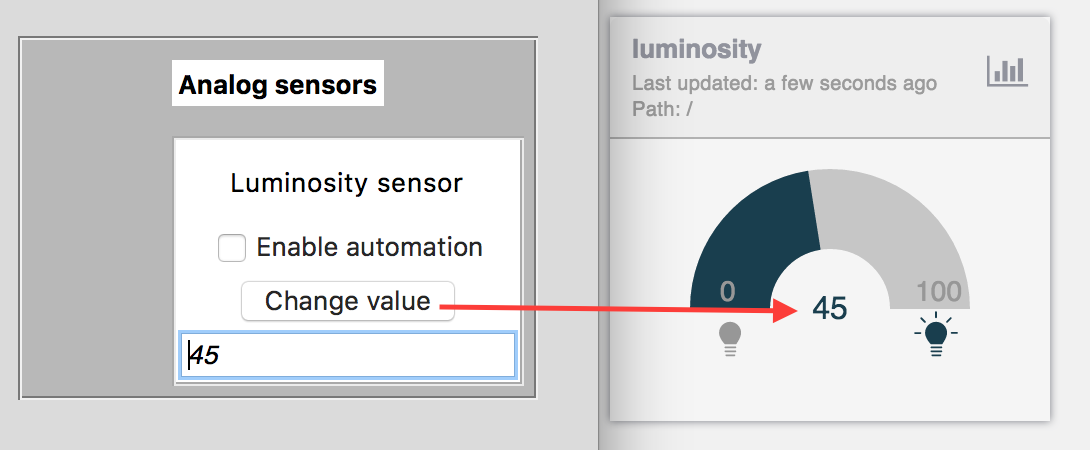 Analog sensors
Luminosity sensor
Enable automation
Change value
45
luminosity
Last updated: a few seconds ago
Path: /
0
45
100